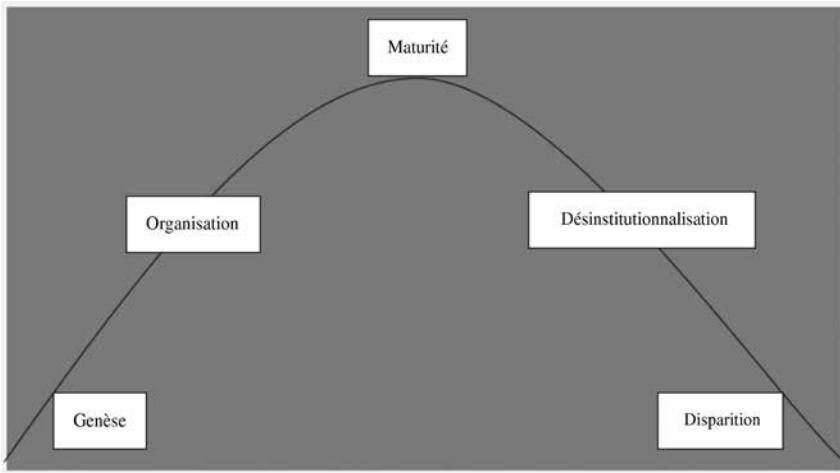 Maturité
Organisation
Désinstitutionnalisation
Genèse
Disparition